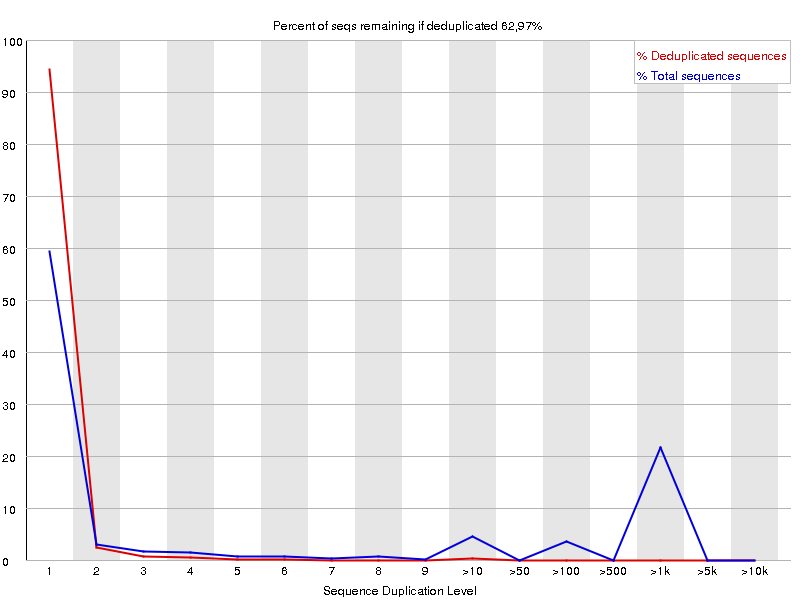 Percent of seqs remaining if deduplicated 62,97%
% Deduplicated sequences
% Total sequences
100
90
80
70
60
50
40
30
20
10
0
1 2 3 4 5 6 7 8 9 >10 >50 >100 >500 >1k >5k >10k
Sequence Duplication Level